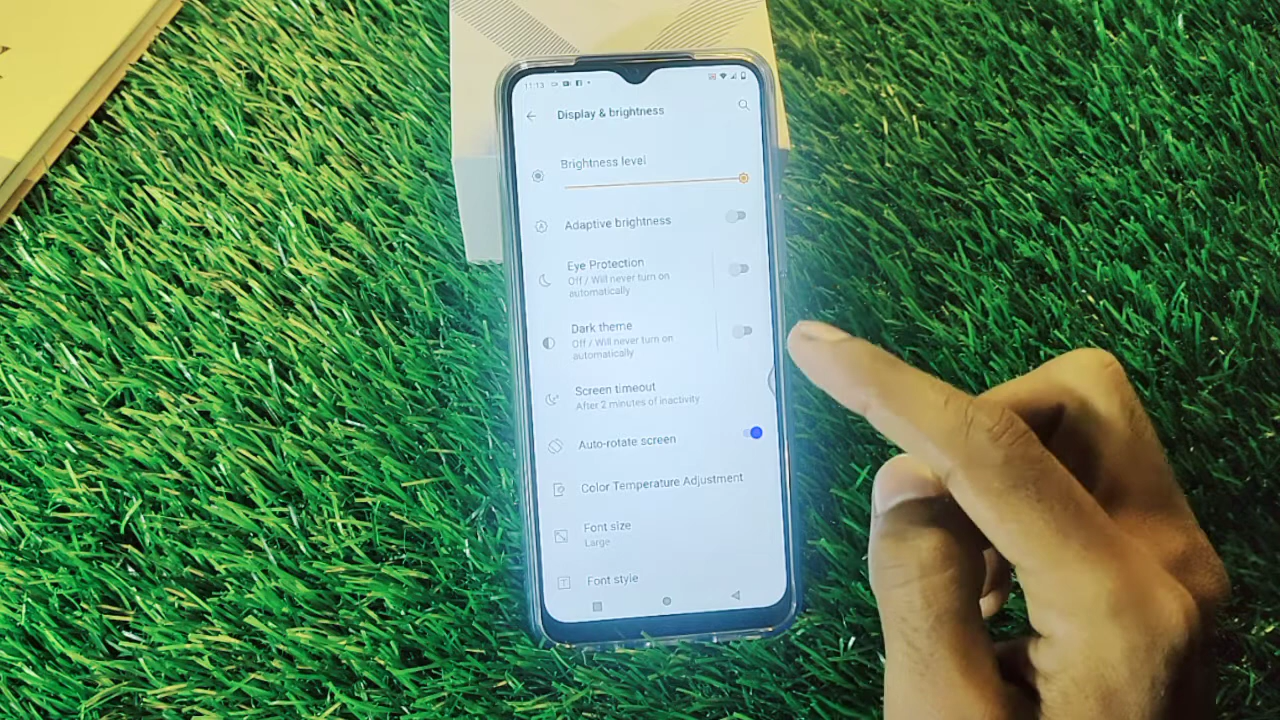 11:13
Display & brightness
Brightness level
Adaptive brightness
Eye Protection
Off / Will never turn on
automatically
Dark theme
Off / Will never turn on
automatically
Screen timeout
After 2 minutes of inactivity
Auto-rotate screen
Color Temperature Adjustment
Font size
Large
Font style